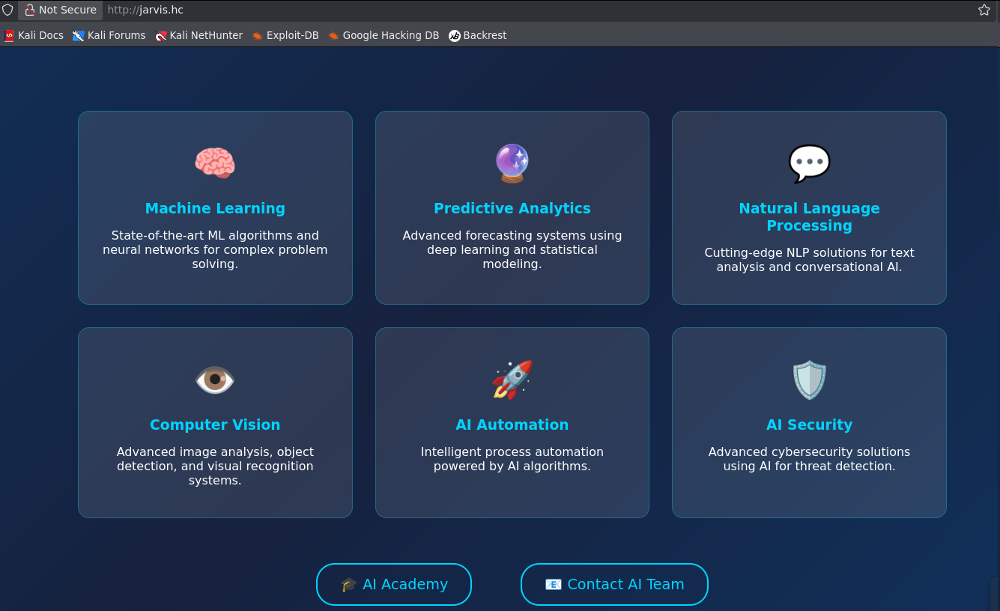 Not Secure http://jarvis.hc
Kali Docs Kali Forums Kali NetHunter Exploit-DB Google Hacking DB Backrest
Machine Learning
State-of-the-art ML algorithms and
neural networks for complex problem
solving.
Predictive Analytics
Advanced forecasting systems using
deep learning and statistical
modeling.
Natural Language
Processing
Cutting-edge NLP solutions for text
analysis and conversational AI.
Computer Vision
Advanced image analysis, object
detection, and visual recognition
systems.
AI Automation
Intelligent process automation
powered by AI algorithms.
AI Security
Advanced cybersecurity solutions
using AI for threat detection.
AI Academy
Contact AI Team